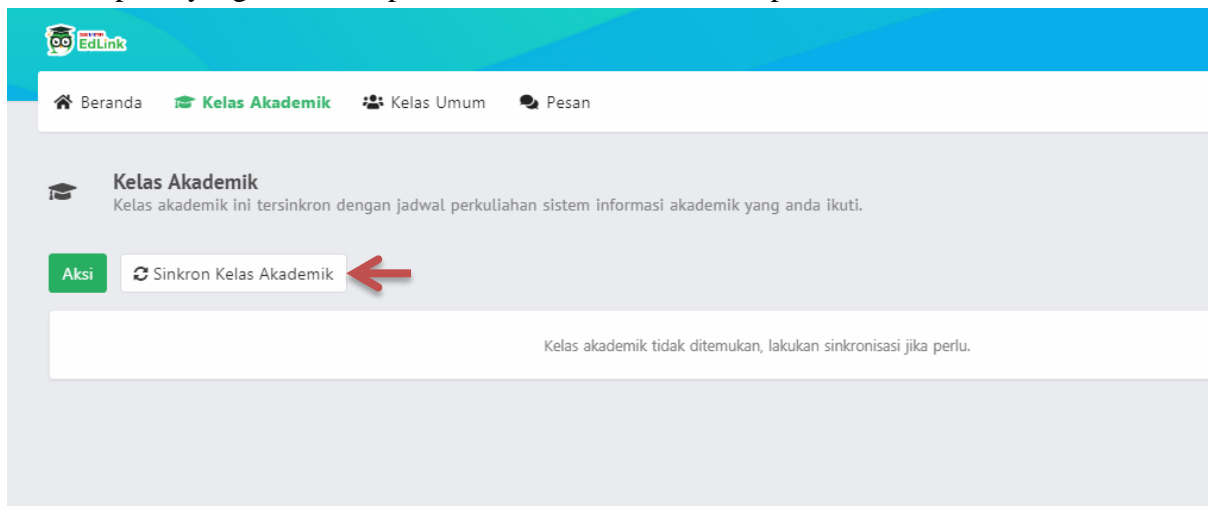 EdLink
Beranda Kelas Akademik Kelas Umum Pesan
Kelas Akademik
Kelas akademik ini tersinkron dengan jadwal perkuliahan sistem informasi akademik yang anda ikuti.
Aksi Sinkron Kelas Akademik
Kelas akademik tidak ditemukan, lakukan sinkronisasi jika perlu.